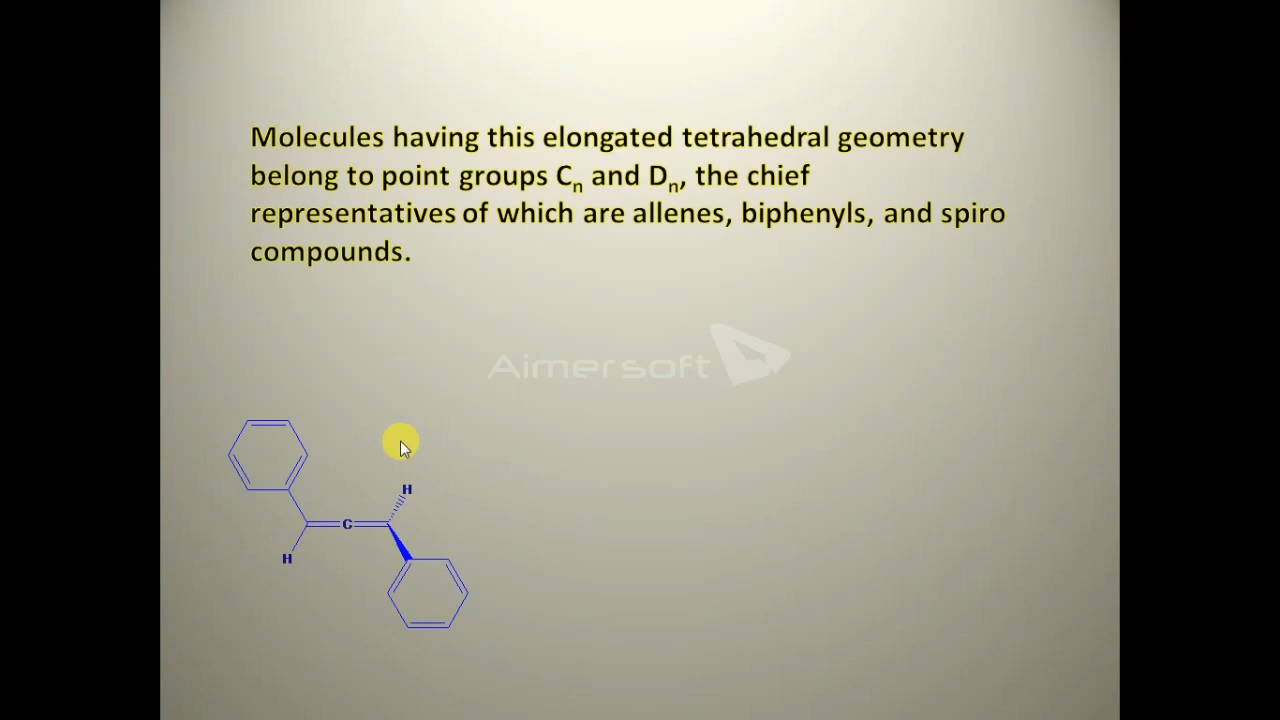 Molecules having this elongated tetrahedral geometry
belong to point groups Cn and Dn, the chief
representatives of which are allenes, biphenyls, and spiro
compounds.
Aimersoft
H
C
H